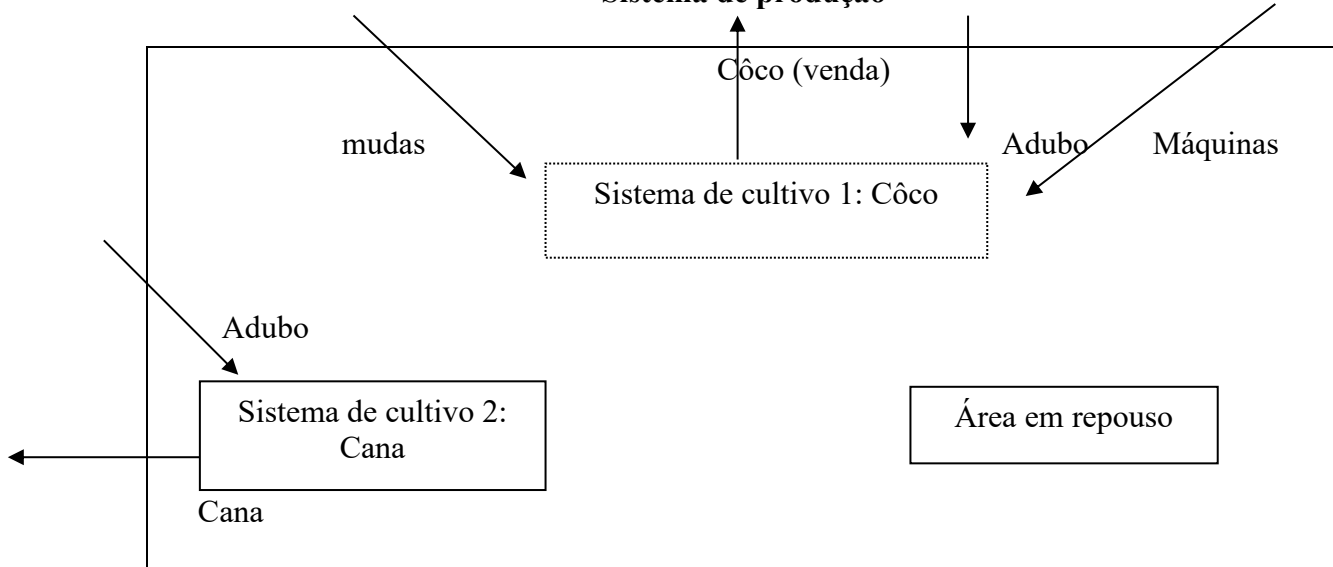 Sistema de produção
Côco (venda)
mudas
Adubo
Máquinas
Sistema de cultivo 1: Côco
Adubo
Sistema de cultivo 2:
Cana
Área em repouso
Cana